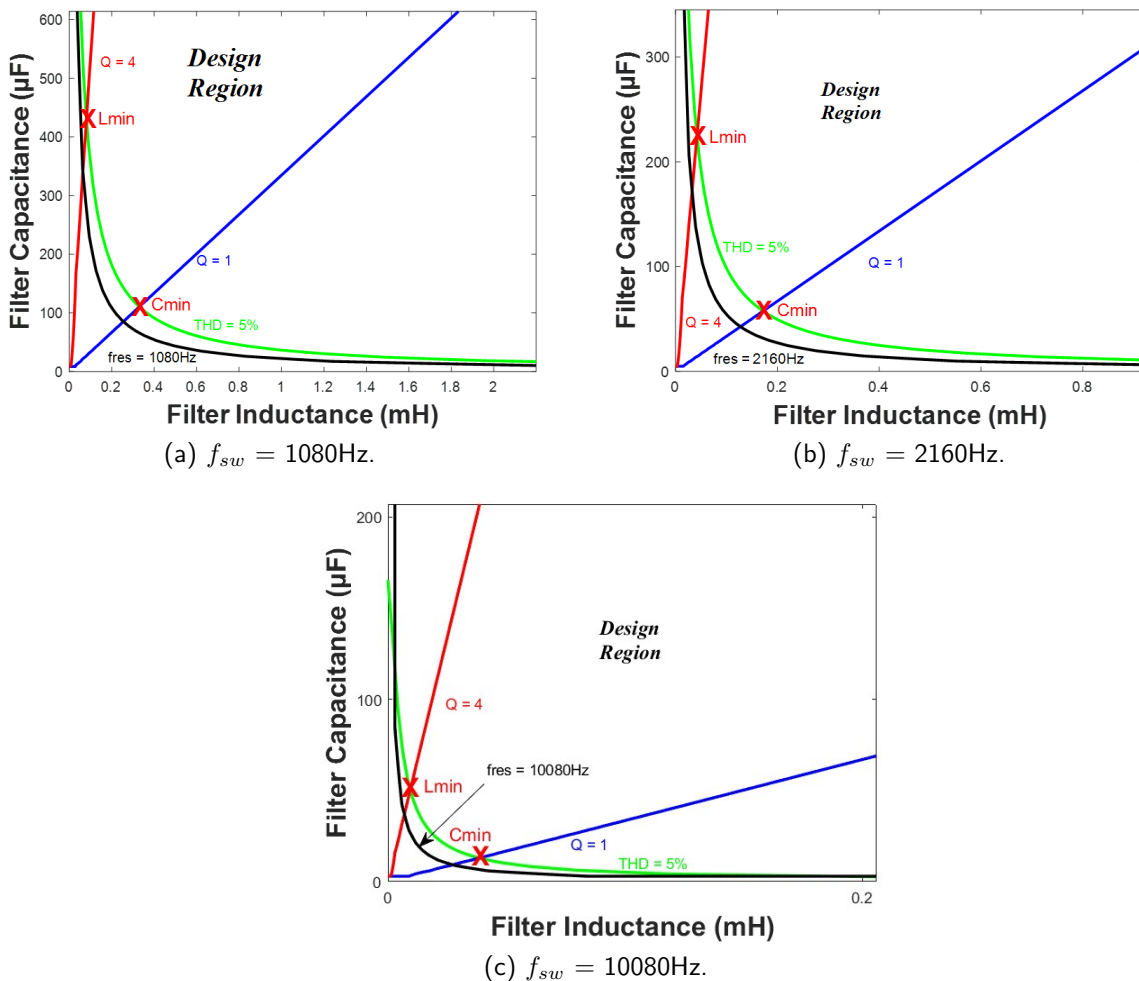 600
500
400
300
200
100
0
Filter Capacitance (µF)
Q = 4
Design
Region
Lmin
Q = 1
Cmin
THD = 5%
fres = 1080Hz
0
0.2
0.4
0.6
0.8
1
1.2
1.4
1.6
1.8
2
Filter Inductance (mH)
(a) fsw = 1080Hz.
300
200
100
0
Filter Capacitance (µF)
Design
Region
Lmin
THD = 5%
Q = 1
Cmin
Q = 4
fres = 2160Hz
0
0.2
0.4
0.6
0.8
Filter Inductance (mH)
(b) fsw = 2160Hz.
200
100
0
Filter Capacitance (µF)
Design
Region
Q = 4
fres = 10080Hz
Lmin
Cmin
Q = 1
THD = 5%
0
0.2
Filter Inductance (mH)
(c) fsw = 10080Hz.